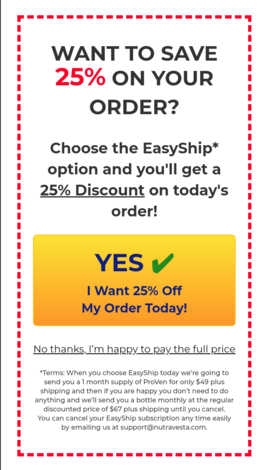 WANT TO SAVE
25% ON YOUR
ORDER?
Choose the EasyShip*
option and you'll get a
25% Discount on today's
order!
YES ✔
I Want 25% Off
My Order Today!
No thanks, I'm happy to pay the full price
*Terms: When you choose EasyShip today we're going to
send you a 1 month supply of ProVen for only $49 plus
shipping and then if you are happy you don't need to do
anything and we'll send you a bottle monthly at the regular
discounted price of $67 plus shipping until you cancel.
You can cancel your EasyShip subscription any time easily
by emailing us at support@nutravesta.com.